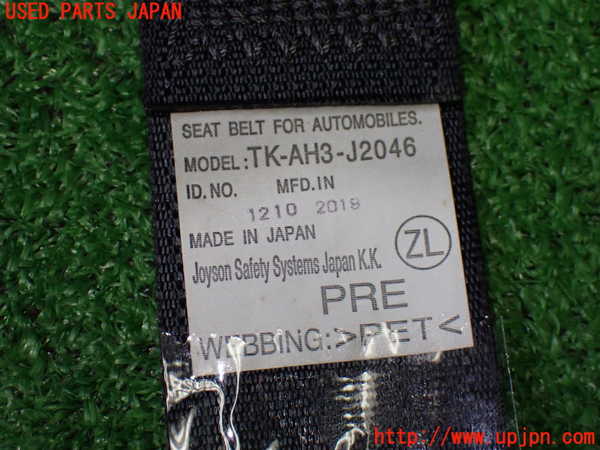 USED PARTS JAPAN
SEAT BELT FOR AUTOMOBILES.
MODEL:TK-AH3-J2046
ID.NO. MFD.IN
1210 2019
MADE IN JAPAN
ZL
Joyson Safety Systems Japan K.K.
PRE
WEBBING:>PET<
http://www.upjpn.com/